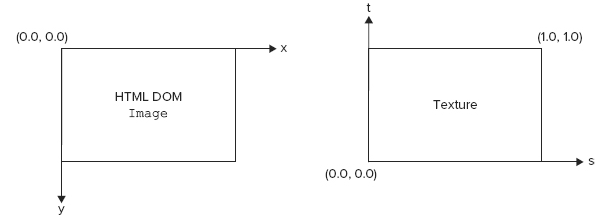 (0.0, 0.0)
x
HTML DOM
Image
y
t
(1.0, 1.0)
Texture
(0.0, 0.0)
s